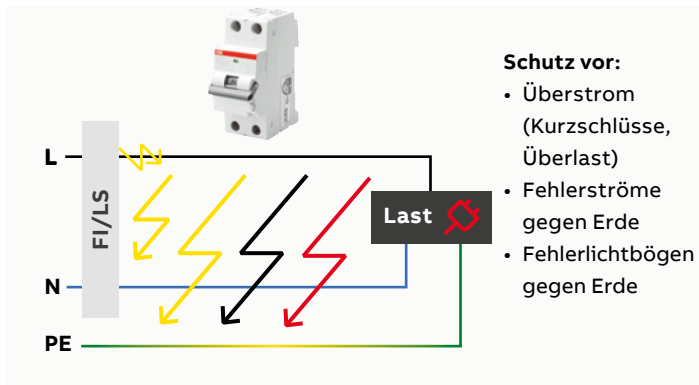 Schutz vor:
• Überstrom
(Kurzschlüsse,
Überlast)
• Fehlerströme
gegen Erde
• Fehlerlichtbögen
gegen Erde
L
FI/LS
Last
N
PE